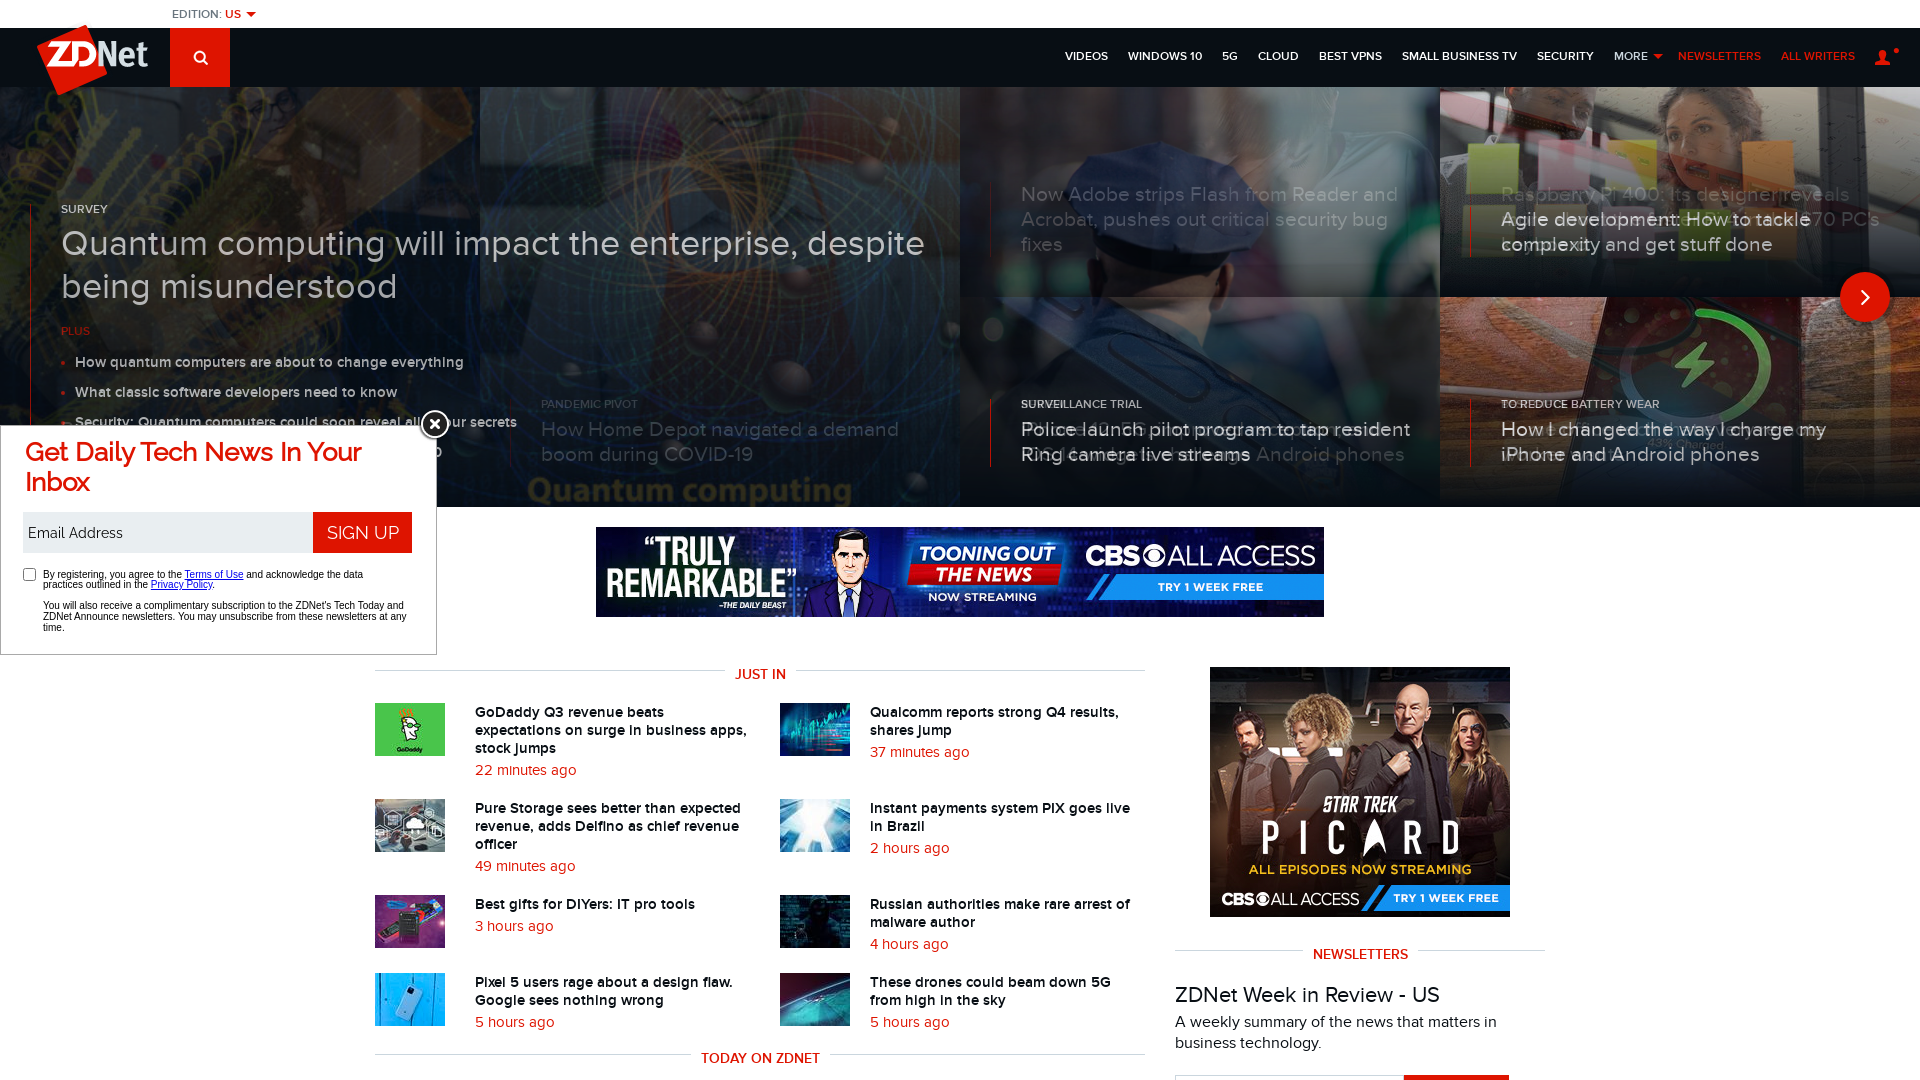 EDITION: US
ZDNet
VIDEOS WINDOWS 10 5G CLOUD BEST VPNS SMALL BUSINESS TV SECURITY MORE NEWSLETTERS ALL WRITERS
SURVEY
Quantum computing will impact the enterprise, despite
being misunderstood
PLUS
How quantum computers are about to change everything
What classic software developers need to know
Security: Quantum computers could soon reveal all our secrets
PANDEMIC PIVOT
How Home Depot navigated a demand
boom during COVID-19
Quantum computing
Now Adobe strips Flash from Reader and
Acrobat, pushes out critical security bug
fixes
Raspberry Pi 400: Its designer reveals
Agile development: How to tackle
complexity and get stuff done
SURVEILLANCE TRIAL
Police launch pilot program to tap resident
Ring camera live streams
TO REDUCE BATTERY WEAR
How I changed the way I charge my
iPhone and Android phones
Get Daily Tech News In Your
Inbox
Email Address
SIGN UP
By registering, you agree to the Terms of Use and acknowledge the data
practices outlined in the Privacy Policy.
You will also receive a complimentary subscription to the ZDNet's Tech Today and
ZDNet Announce newsletters. You may unsubscribe from these newsletters at any
time.
"TRULY
REMARKABLE"
–THE DAILY BEAST
TOONING OUT
THE NEWS
NOW STREAMING
CBS ALL ACCESS
TRY 1 WEEK FREE
JUST IN
GoDaddy Q3 revenue beats
expectations on surge in business apps,
stock jumps
22 minutes ago
GoDaddy
Qualcomm reports strong Q4 results,
shares jump
37 minutes ago
Pure Storage sees better than expected
revenue, adds Delfino as chief revenue
officer
49 minutes ago
Instant payments system PIX goes live
in Brazil
2 hours ago
Best gifts for DIYers: IT pro tools
3 hours ago
Russian authorities make rare arrest of
malware author
4 hours ago
Pixel 5 users rage about a design flaw.
Google sees nothing wrong
5 hours ago
These drones could beam down 5G
from high in the sky
5 hours ago
TODAY ON ZDNET
STAR TREK
PICARD
ALL EPISODES NOW STREAMING
CBS ALL ACCESS
TRY 1 WEEK FREE
NEWSLETTERS
ZDNet Week in Review - US
A weekly summary of the news that matters in
business technology.